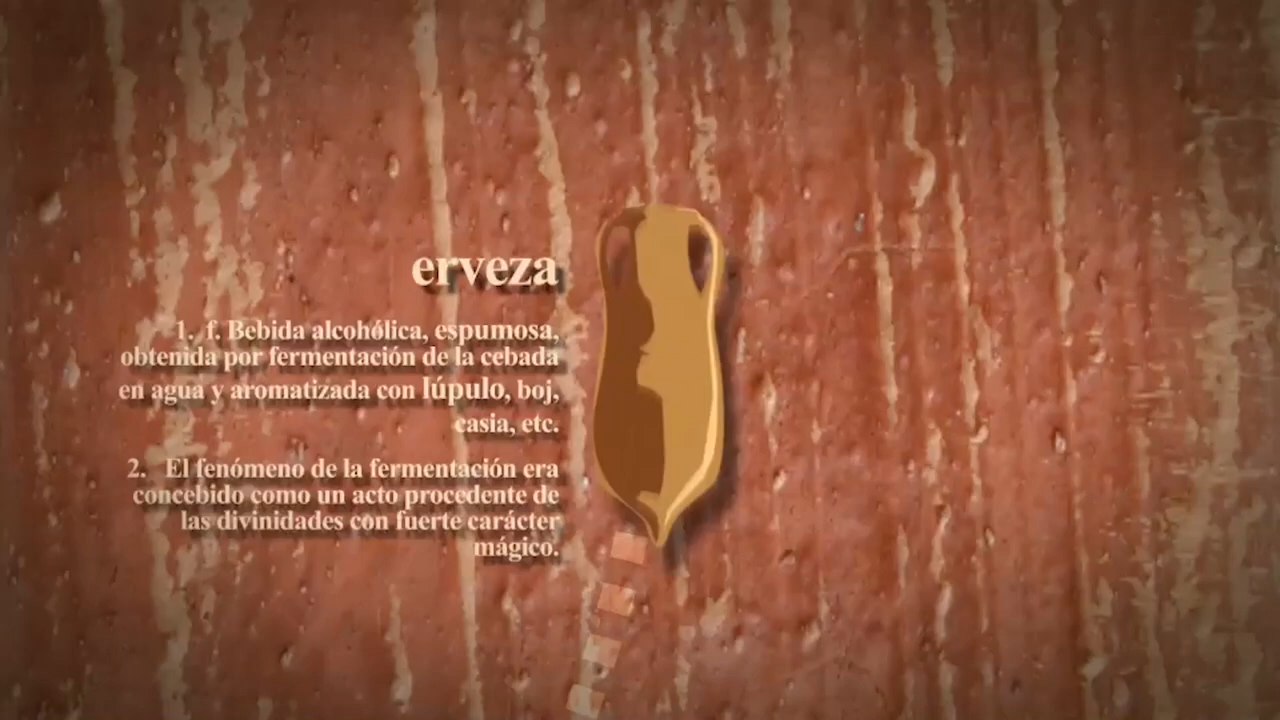 erveza
1. f. Bebida alcohólica, espumosa,
obtenida por fermentación de la cebada
en agua y aromatizada con lúpulo, boj,
casia, etc.
2. El fenómeno de la fermentación era
concebido como un acto procedente de
las divinidades con fuerte carácter
mágico.